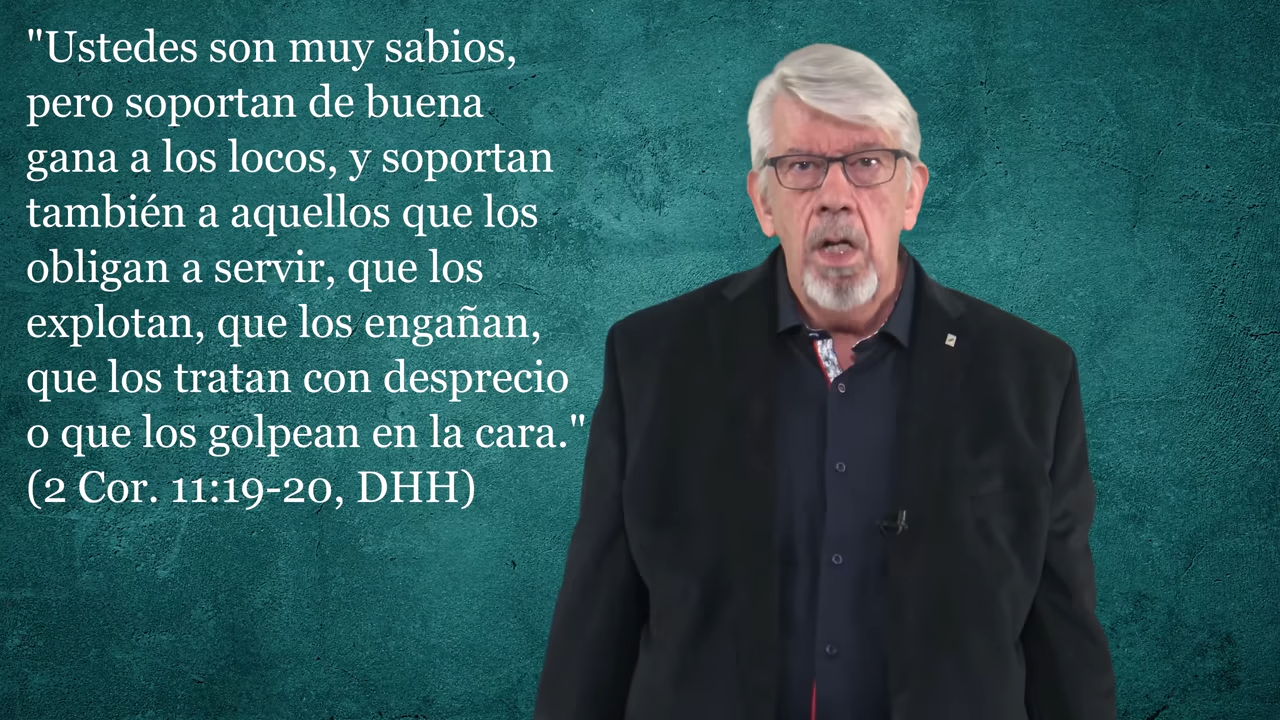 "Ustedes son muy sabios,
pero soportan de buena
gana a los locos, y soportan
también a aquellos que los
obligan a servir, que los
explotan, que los engañan,
que los tratan con desprecio
o que los golpean en la cara."
(2 Cor. 11:19-20, DHH)